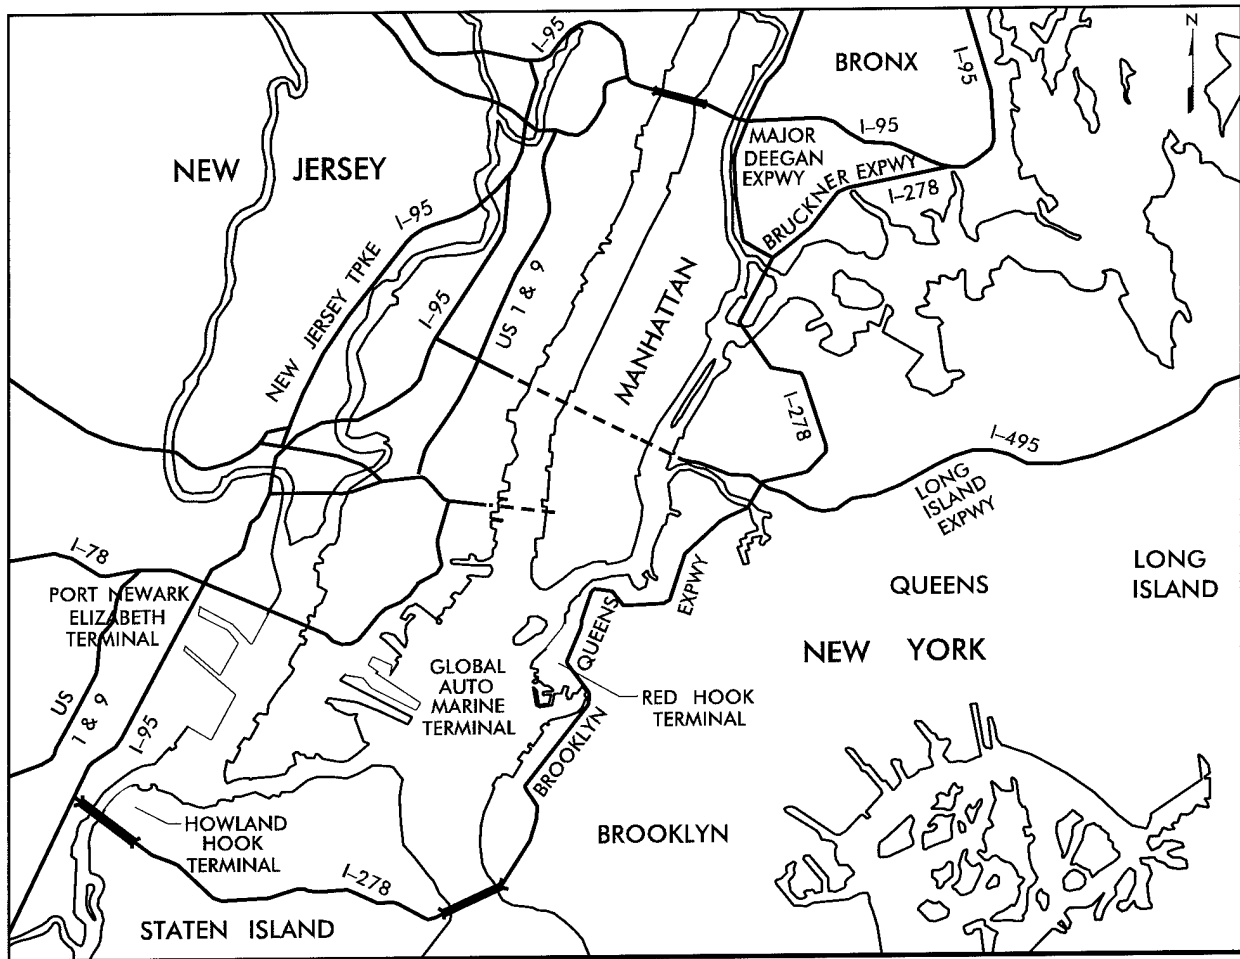 N
I-95
BRONX
I-95
I-95
MAJOR
DEEGAN
EXPWY
NEW JERSEY
BRUCKNER EXPWY
I-278
I-95
NEW JERSEY TPKE
I-95
US 1 & 9
MANHATTAN
I-278
I-495
LONG
ISLAND
EXPWY
I-78
PORT NEWARK
ELIZABETH
TERMINAL
QUEENS
LONG
ISLAND
EXPWY
QUEENS
NEW YORK
GLOBAL
AUTO
MARINE
TERMINAL
RED HOOK
TERMINAL
US
1 & 9
I-95
BROOKLYN
HOWLAND
HOOK
TERMINAL
BROOKLYN
I-278
STATEN ISLAND